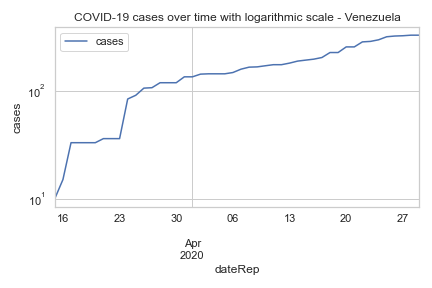 COVID-19 cases over time with logarithmic scale - Venezuela
cases
10²
10¹
cases
16 23 30 06 13 20 27
Apr
2020
dateRep